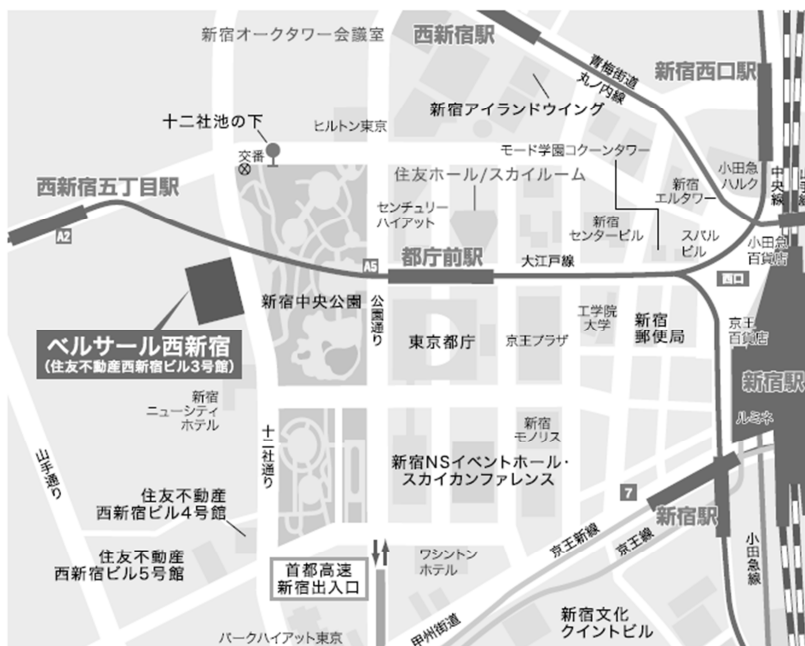 新宿オークタワー会議室
西新宿駅
青梅街道
丸ノ内線
新宿西口駅
新宿アイランドウイング
十二社池の下
ヒルトン東京
交番
モード学園コクーンタワー
住友ホール/スカイルーム
小田急
ハルク
中央線
山手線
西新宿五丁目駅
A2
センチュリー
ハイアット
新宿
エルタワー
新宿
センタービル
スバル
ビル
小田急
百貨店
A5
都庁前駅
大江戸線
西口
新宿中央公園
公園通り
東京都庁
京王プラザ
工学院
大学
新宿
郵便局
京王
百貨店
ベルサール西新宿
(住友不動産西新宿ビル3号館)
新宿駅
新宿
ニューシティ
ホテル
ルミネ
十二社通り
山手通り
新宿
モノリス
新宿NSイベントホール・
スカイカンファレンス
住友不動産
西新宿ビル4号館
7
新宿駅
住友不動産
西新宿ビル5号館
京王新線
京王線
小田急線
首都高速
新宿出入口
ワシントン
ホテル
甲州街道
新宿文化
クイントビル
パークハイアット東京